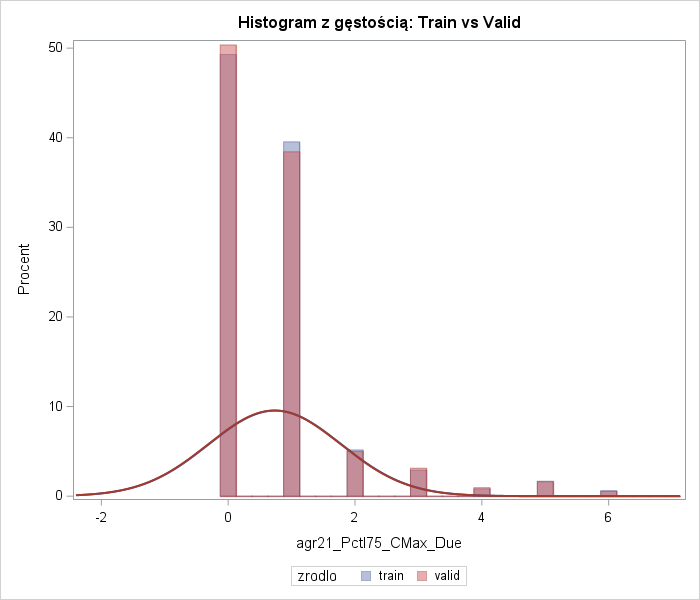 Histogram z gęstością: Train vs Valid
50
40
30
20
10
0
Procent
-2 0 2 4 6
agr21_Pctl75_CMax_Due
zrodlo train valid